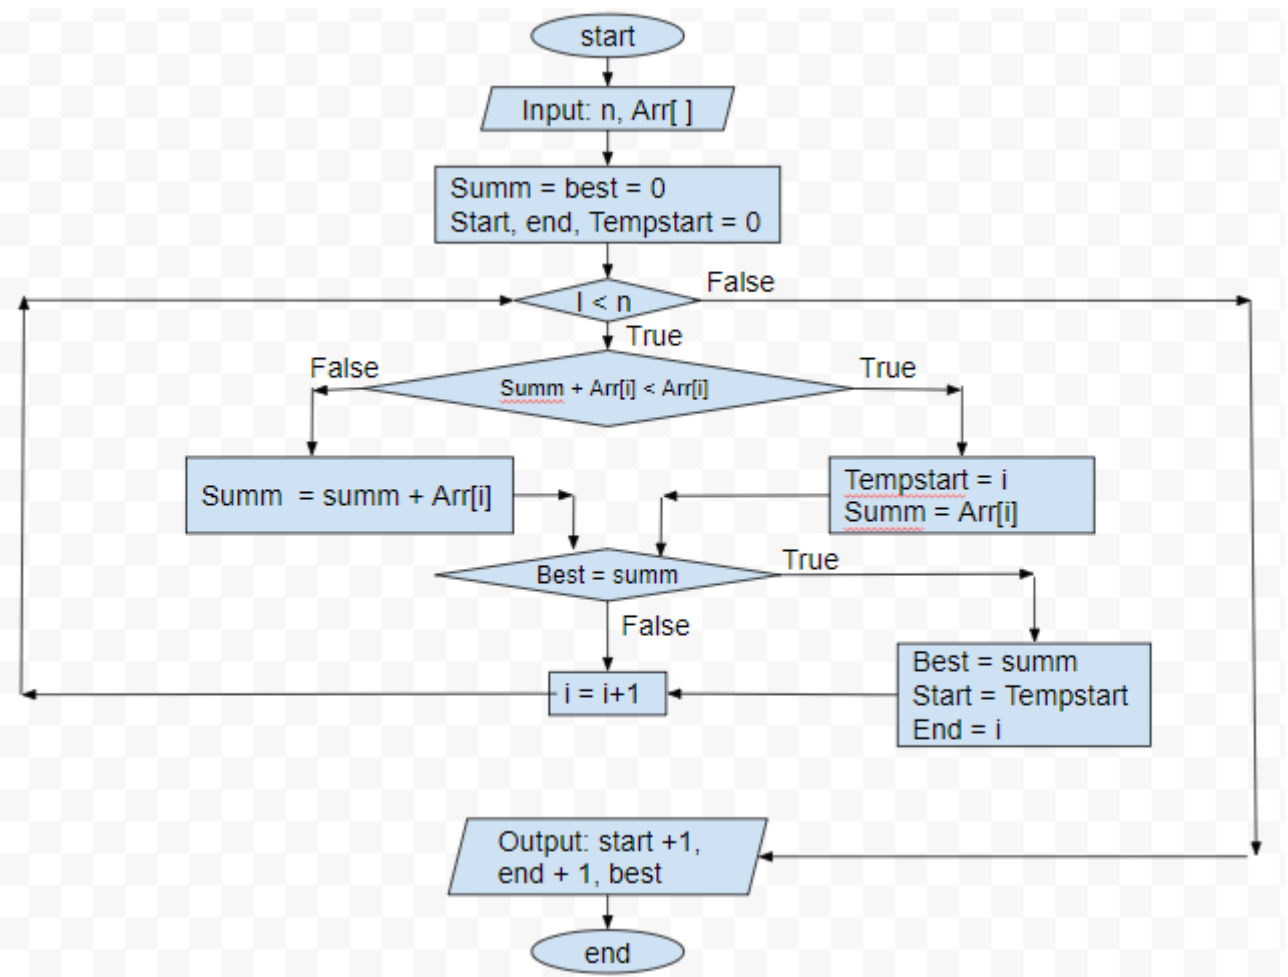 start
Input: n, Arr[ ]
Summ = best = 0
Start, end, Tempstart = 0
False
I < n
True
False
True
Summ + Arr[i] < Arr[i]
Summ = summ + Arr[i]
Tempstart = i
Summ = Arr[i]
True
Best = summ
False
Best = summ
Start = Tempstart
End = i
i = i+1
Output: start +1,
end + 1, best
end